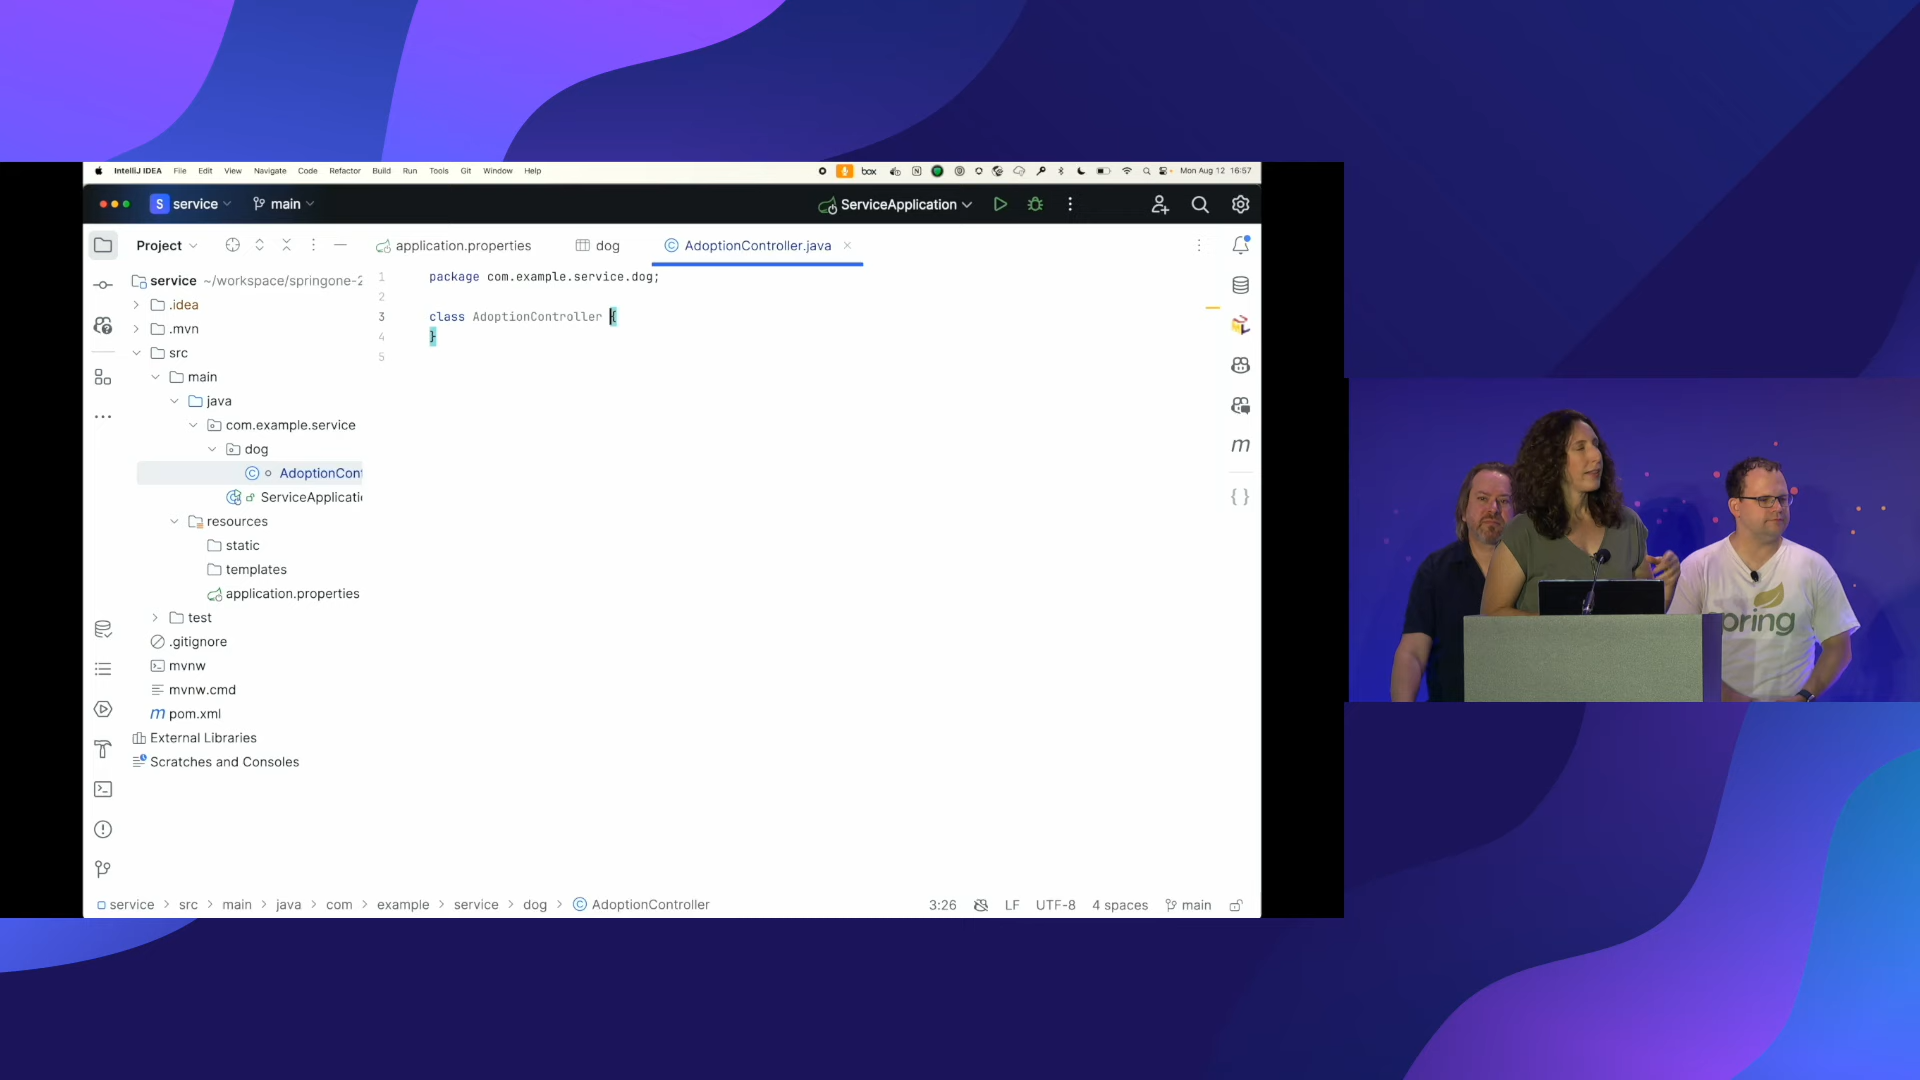 IntelliJ IDEA File Edit View Navigate Code Refactor Build Run Tools Git Window Help
box
Mon Aug 12 16:57
S service main
ServiceApplication
Project
application.properties
dog
AdoptionController.java
service ~/workspace/springone-2
.idea
.mvn
src
main
java
com.example.service
dog
AdoptionCont
ServiceApplicati
resources
static
templates
application.properties
test
.gitignore
mvnw
mvnw.cmd
m pom.xml
External Libraries
Scratches and Consoles
1 package com.example.service.dog;
2
3 class AdoptionController {
4 }
5
m
{ }
service > src > main > java > com > example > service > dog > AdoptionController
3:26 LF UTF-8 4 spaces main
spring